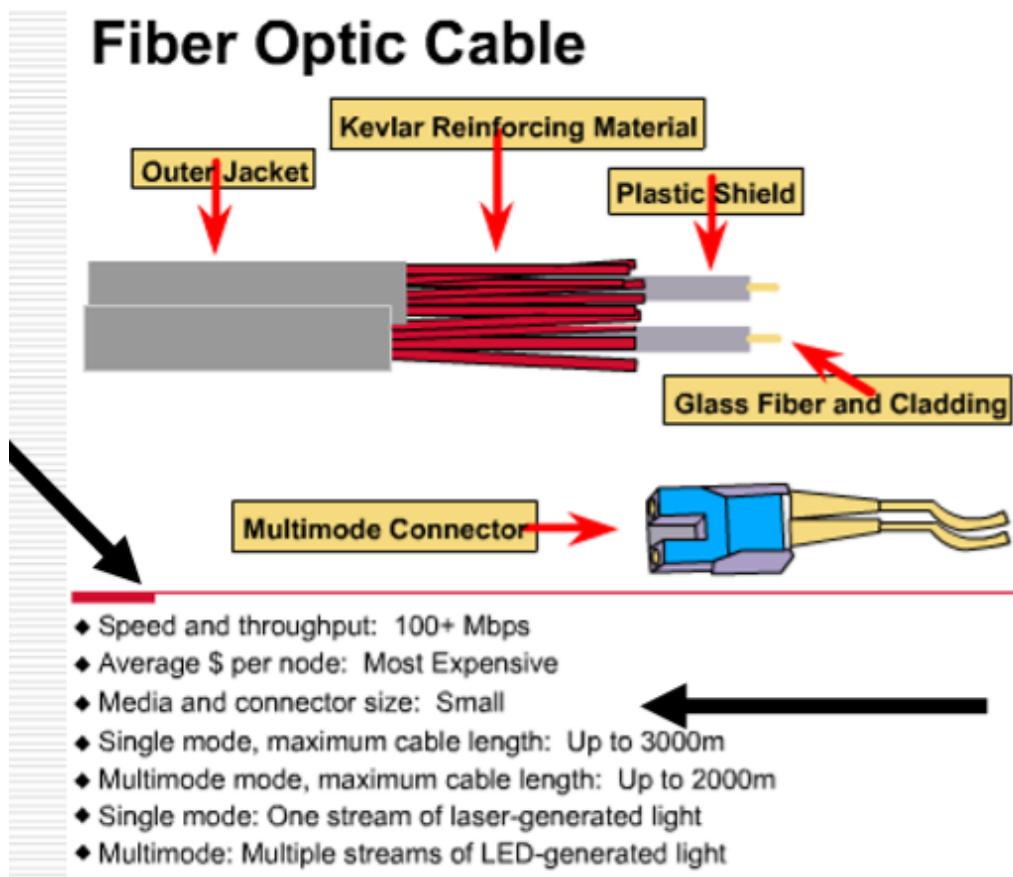 Fiber Optic Cable
Kevlar Reinforcing Material
Outer Jacket
Plastic Shield
Glass Fiber and Cladding
Multimode Connector
◆ Speed and throughput: 100+ Mbps
◆ Average $ per node: Most Expensive
◆ Media and connector size: Small
◆ Single mode, maximum cable length: Up to 3000m
◆ Multimode mode, maximum cable length: Up to 2000m
◆ Single mode: One stream of laser-generated light
◆ Multimode: Multiple streams of LED-generated light